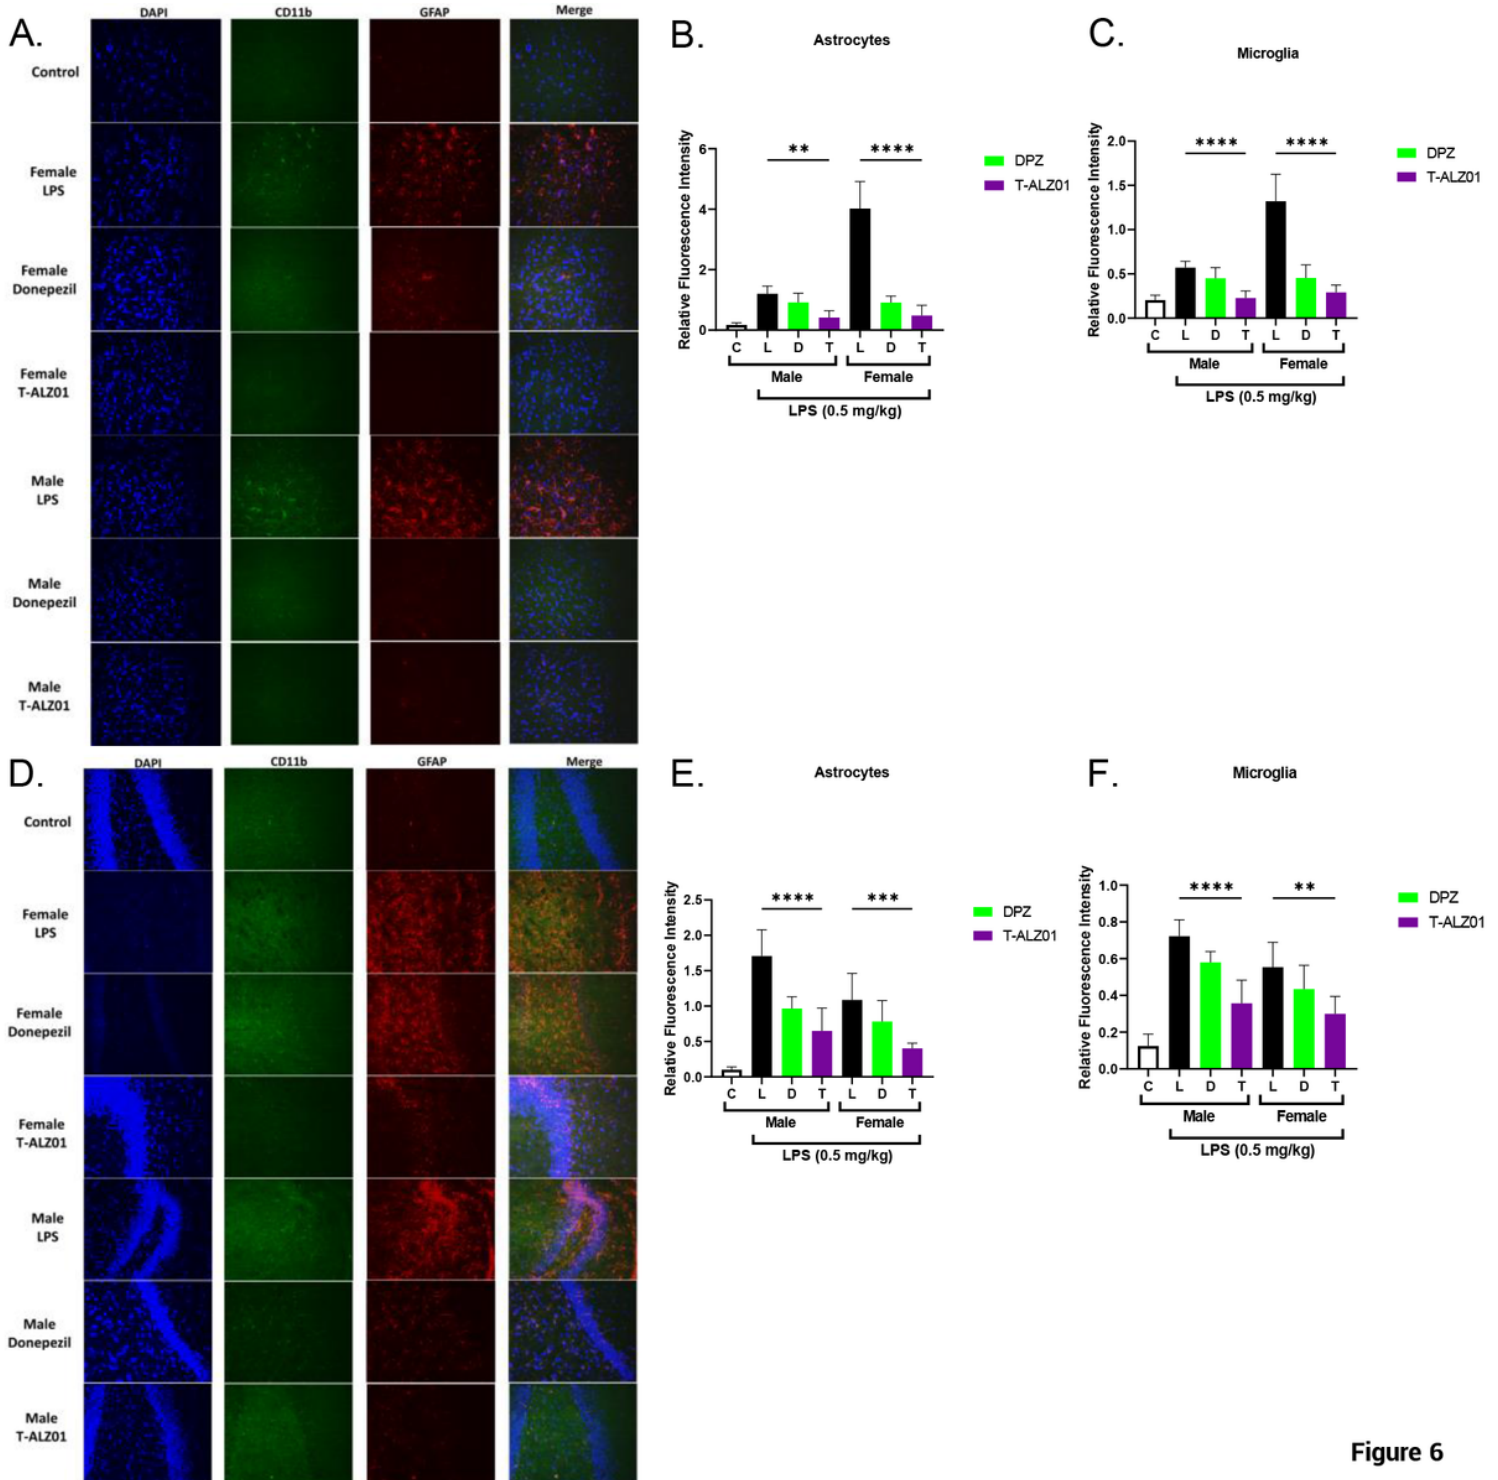 A.
DAPI CD11b GFAP Merge
Control
Female
LPS
Female
Donepezil
Female
T-ALZ01
Male
LPS
Male
Donepezil
Male
T-ALZ01
B.
Astrocytes
Relative Fluorescence Intensity
6
4
2
0
** ****
DPZ
T-ALZ01
C L D T L D T
Male Female
LPS (0.5 mg/kg)
C.
Microglia
Relative Fluorescence Intensity
2.0
1.5
1.0
0.5
0.0
**** ****
DPZ
T-ALZ01
C L D T L D T
Male Female
LPS (0.5 mg/kg)
D.
DAPI CD11b GFAP Merge
Control
Female
LPS
Female
Donepezil
Female
T-ALZ01
Male
LPS
Male
Donepezil
Male
T-ALZ01
E.
Astrocytes
Relative Fluorescence Intensity
2.5
2.0
1.5
1.0
0.5
0.0
**** ***
DPZ
T-ALZ01
C L D T L D T
Male Female
LPS (0.5 mg/kg)
F.
Microglia
Relative Fluorescence Intensity
1.0
0.8
0.6
0.4
0.2
0.0
**** **
DPZ
T-ALZ01
C L D T L D T
Male Female
LPS (0.5 mg/kg)
Figure 6